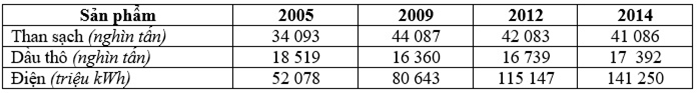 Sản phẩm 2005 2009 2012 2014
Than sạch (nghìn tấn) 34 093 44 087 42 083 41 086
Dầu thô (nghìn tấn) 18 519 16 360 16 739 17 392
Điện (triệu kWh) 52 078 80 643 115 147 141 250